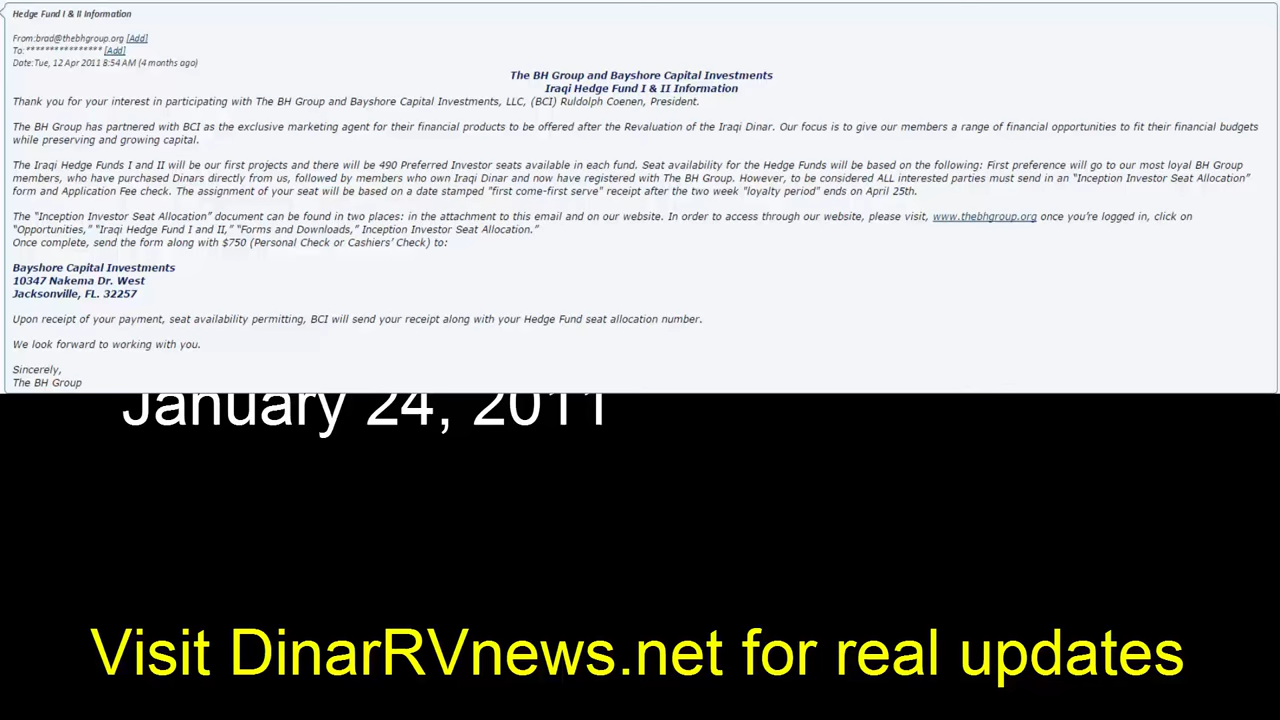 Hedge Fund I & II Information
From:brad@thebhgroup.org [Add]
To:*************** [Add]
Date:Tue, 12 Apr 2011 8:54 AM (4 months ago)
The BH Group and Bayshore Capital Investments
Iraqi Hedge Fund I & II Information
Thank you for your interest in participating with The BH Group and Bayshore Capital Investments, LLC, (BCI) Ruldolph Coenen, President.
The BH Group has partnered with BCI as the exclusive marketing agent for their financial products to be offered after the Revaluation of the Iraqi Dinar. Our focus is to give our members a range of financial opportunities to fit their financial budgets
while preserving and growing capital.
The Iraqi Hedge Funds I and II will be our first projects and there will be 490 Preferred Investor seats available in each fund. Seat availability for the Hedge Funds will be based on the following: First preference will go to our most loyal BH Group
members, who have purchased Dinars directly from us, followed by members who own Iraqi Dinar and now have registered with The BH Group. However, to be considered ALL interested parties must send in an “Inception Investor Seat Allocation”
form and Application Fee check. The assignment of your seat will be based on a date stamped "first come-first serve" receipt after the two week "loyalty period" ends on April 25th.
The “Inception Investor Seat Allocation” document can be found in two places: in the attachment to this email and on our website. In order to access through our website, please visit, www.thebhgroup.org once you’re logged in, click on
“Opportunities,” “Iraqi Hedge Fund I and II,” “Forms and Downloads,” Inception Investor Seat Allocation.”
Once complete, send the form along with $750 (Personal Check or Cashiers’ Check) to:
Bayshore Capital Investments
10347 Nakema Dr. West
Jacksonville, FL. 32257
Upon receipt of your payment, seat availability permitting, BCI will send your receipt along with your Hedge Fund seat allocation number.
We look forward to working with you.
Sincerely,
The BH Group
January 24, 2011
Visit DinarRVnews.net for real updates